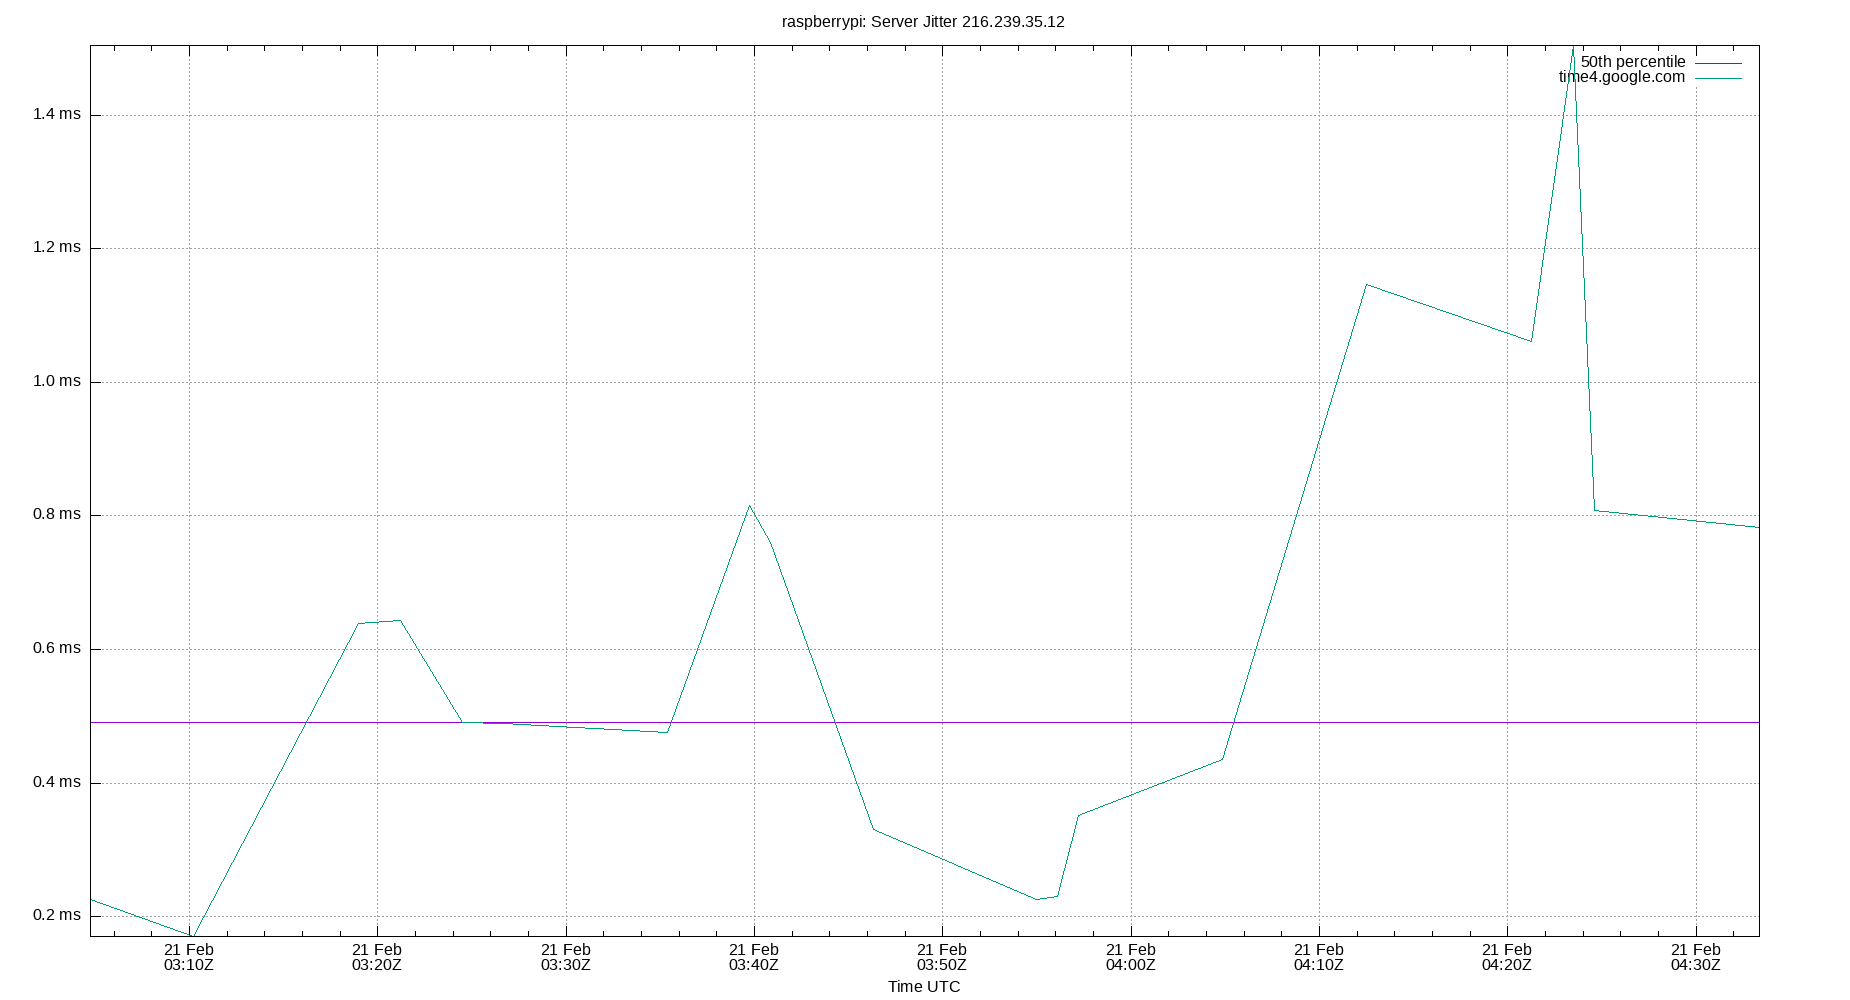 raspberrypi: Server Jitter 216.239.35.12
50th percentile
time4.google.com
1.4 ms
1.2 ms
1.0 ms
0.8 ms
0.6 ms
0.4 ms
0.2 ms
21 Feb 21 Feb 21 Feb 21 Feb 21 Feb 21 Feb 21 Feb 21 Feb 21 Feb
03:10Z 03:20Z 03:30Z 03:40Z 03:50Z 04:00Z 04:10Z 04:20Z 04:30Z
Time UTC